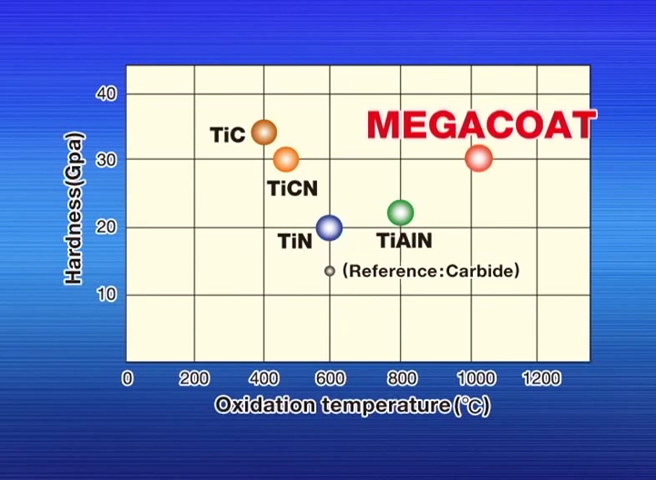 40
30
20
10
Hardness(Gpa)
TiC
MEGACOAT
TiCN
TiN
TiAlN
(Reference:Carbide)
0 200 400 600 800 1000 1200
Oxidation temperature(℃)